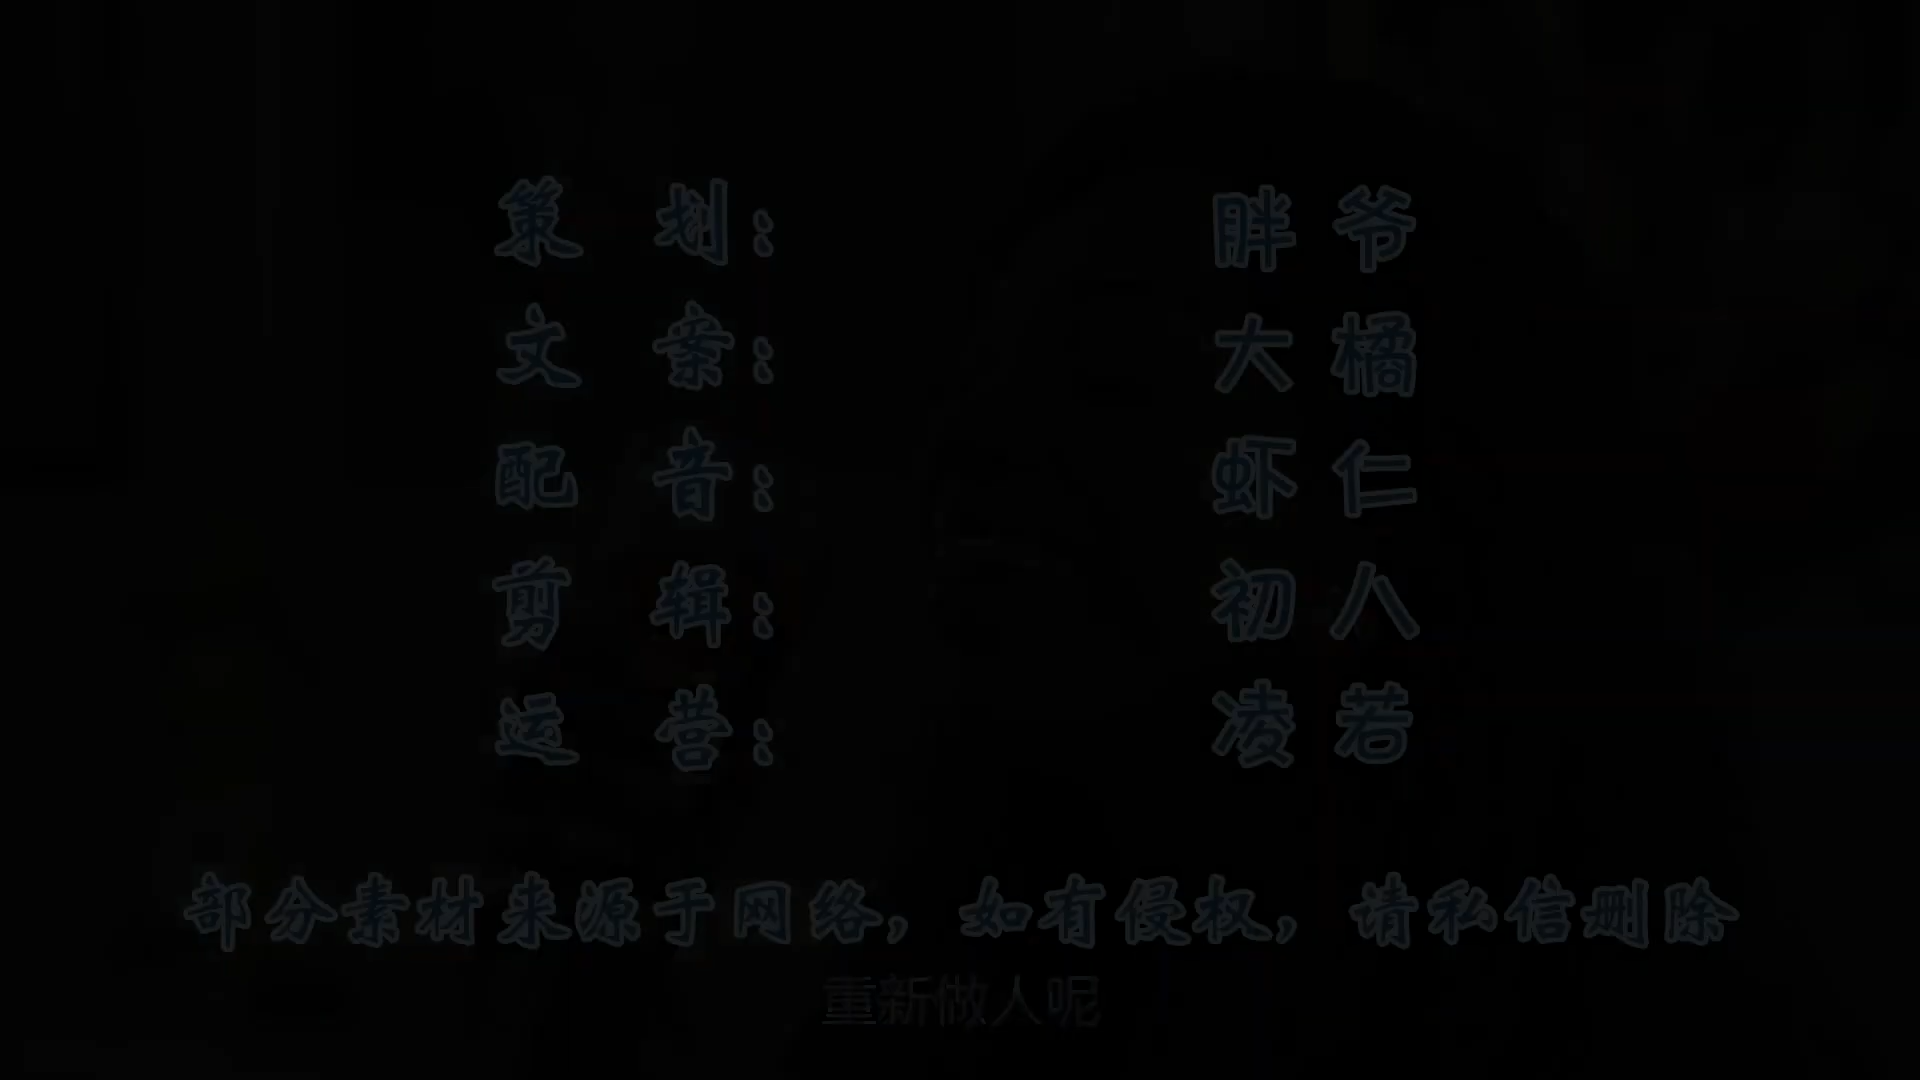 策 划： 胖 爷
文 案： 大 橘
配 音： 虾 仁
剪 辑： 初 八
运 营： 凌 若
部分素材来源于网络，如有侵权，请私信删除
重新做人呢